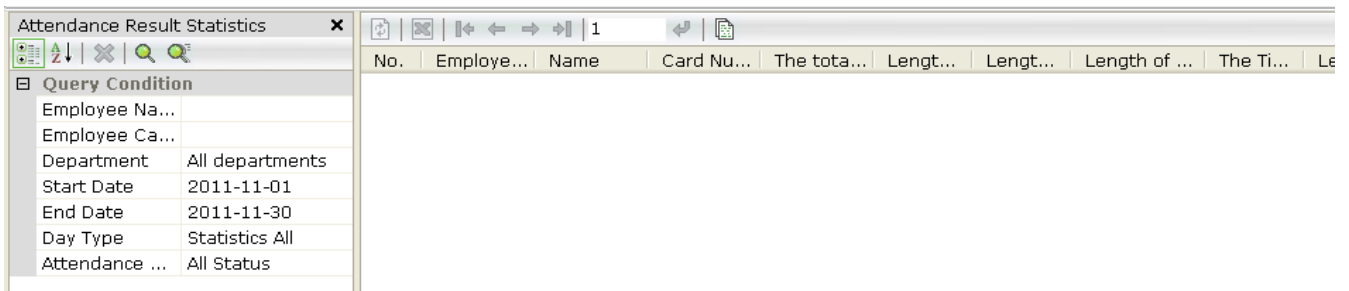 Attendance Result Statistics
1
No. Employe... Name Card Nu... The tota... Lengt... Lengt... Length of ... The Ti... Le
Query Condition
Employee Na...
Employee Ca...
Department All departments
Start Date 2011-11-01
End Date 2011-11-30
Day Type Statistics All
Attendance ... All Status